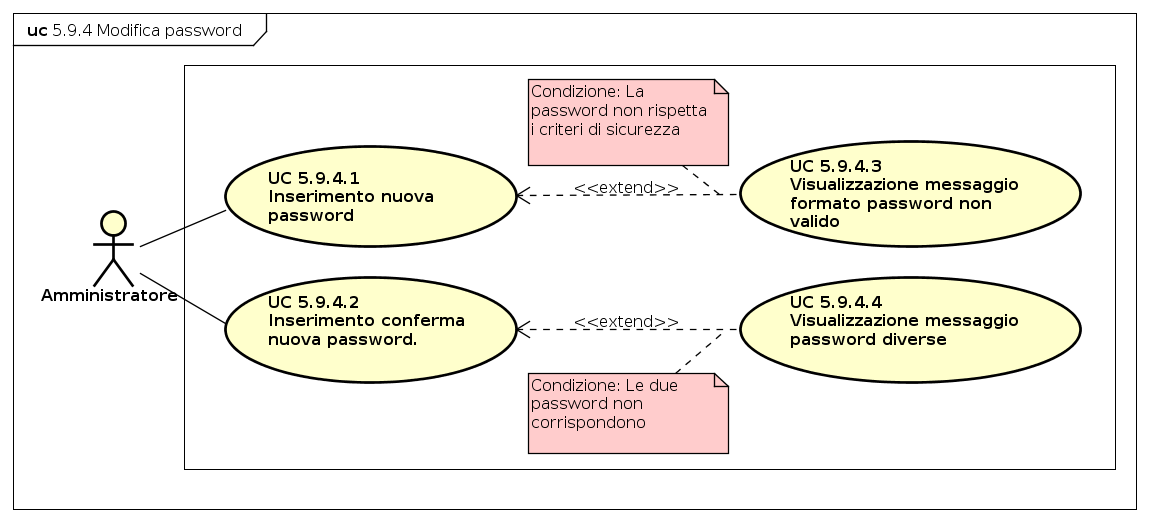 uc 5.9.4 Modifica password
Condizione: La
password non rispetta
i criteri di sicurezza
UC 5.9.4.1
Inserimento nuova
password
<<extend>>
UC 5.9.4.3
Visualizzazione messaggio
formato password non
valido
Amministratore
UC 5.9.4.2
Inserimento conferma
nuova password.
<<extend>>
UC 5.9.4.4
Visualizzazione messaggio
password diverse
Condizione: Le due
password non
corrispondono